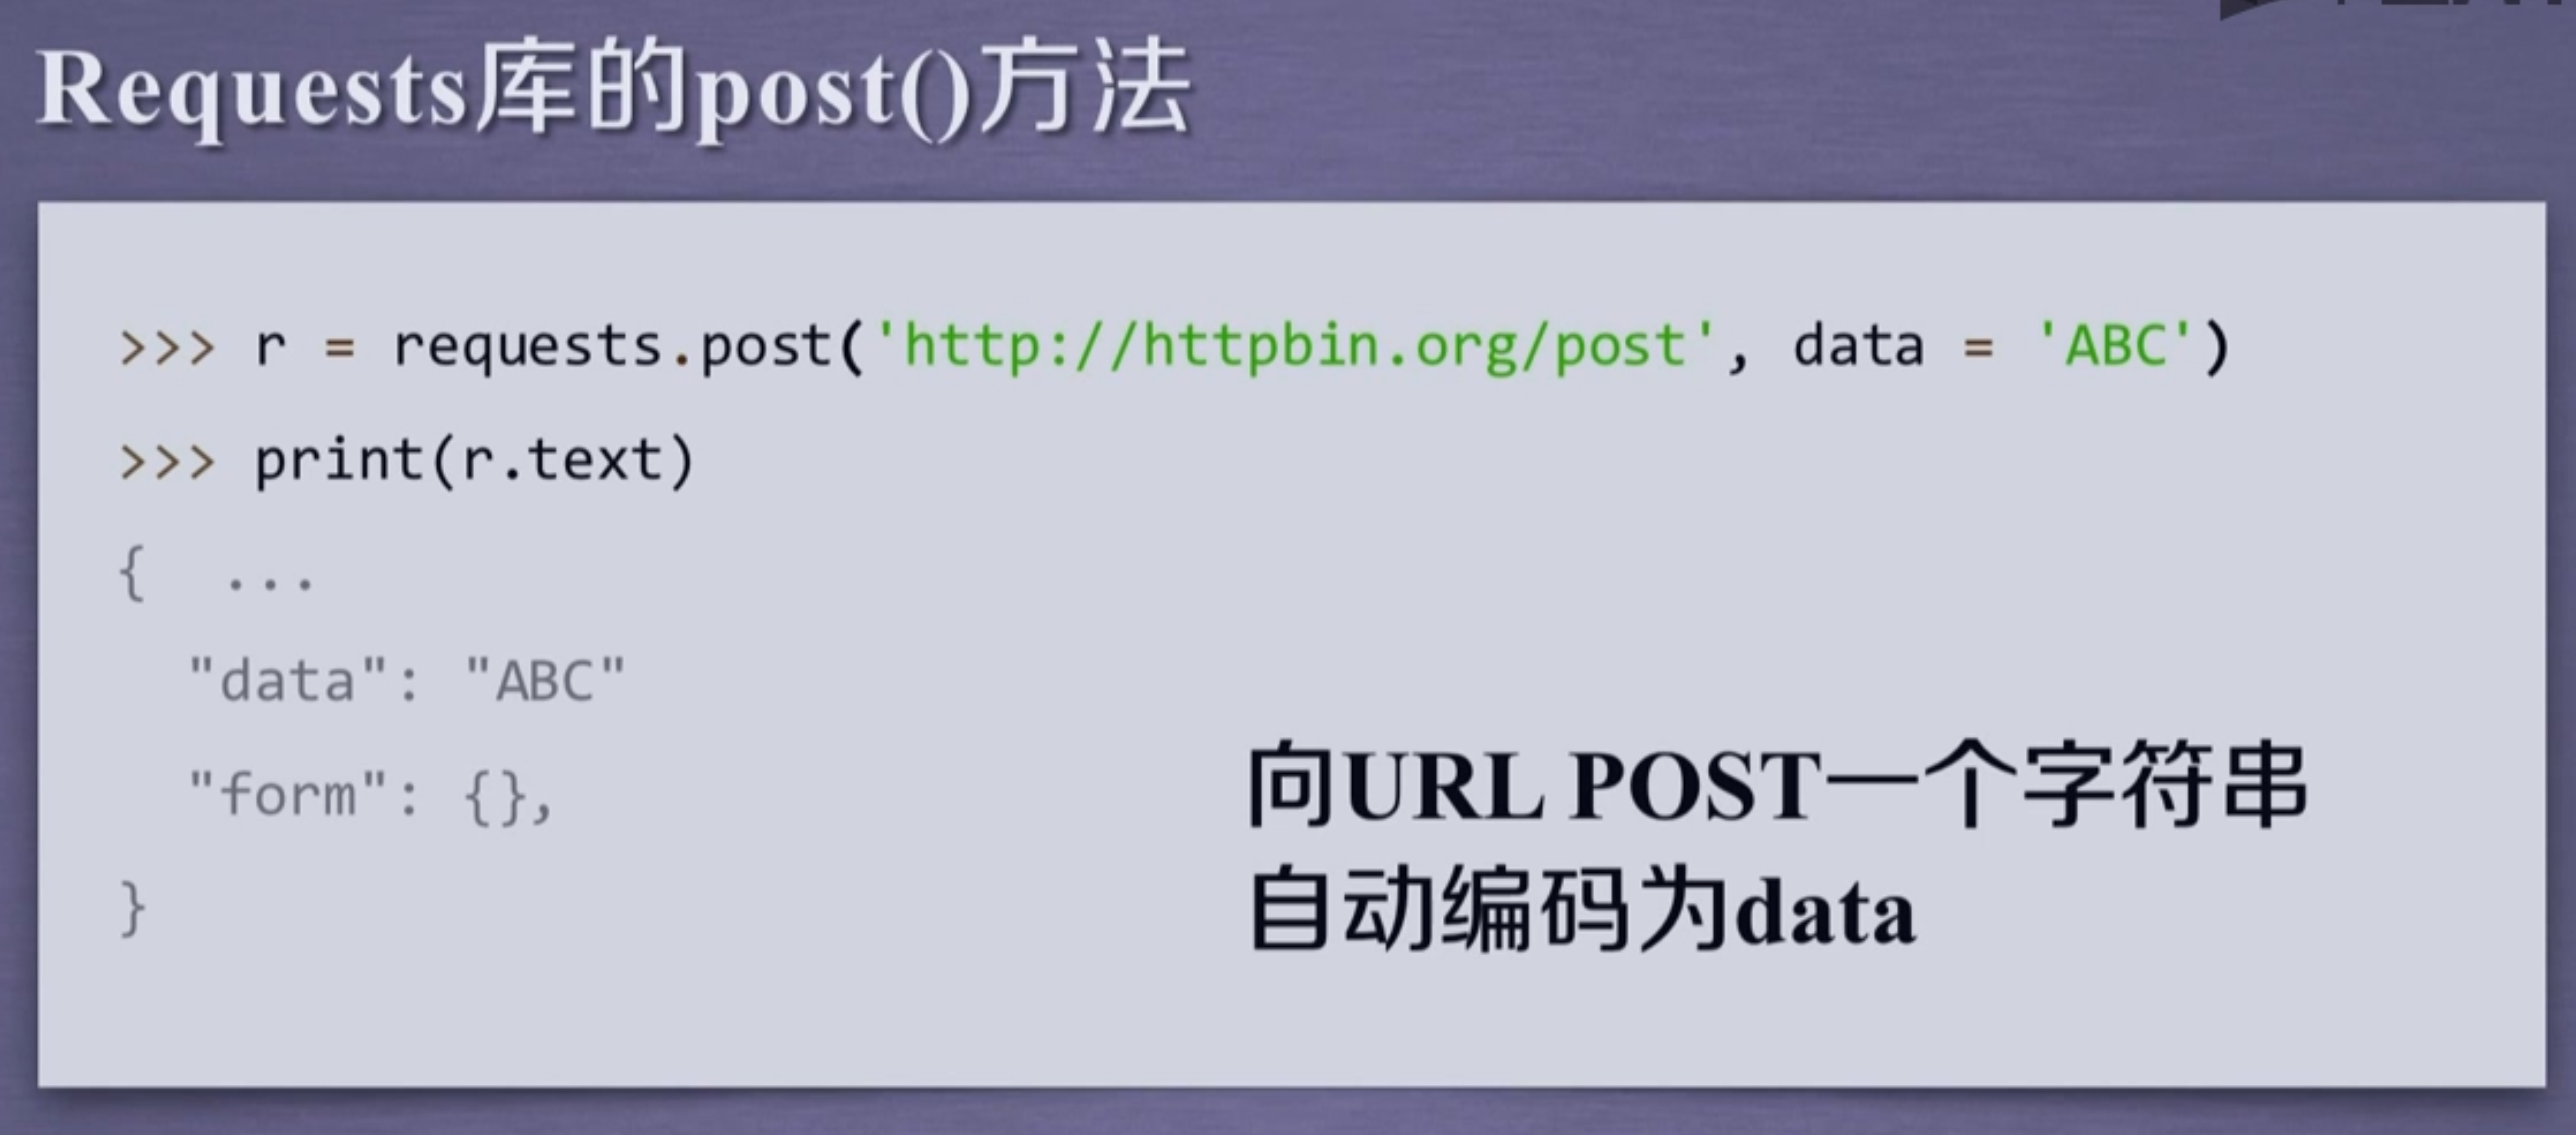 Requests库的post()方法
>>> r = requests.post('http://httpbin.org/post', data = 'ABC')
>>> print(r.text)
{  ...
  "data": "ABC"
  "form": {},
}
向URL POST一个字符串
自动编码为data